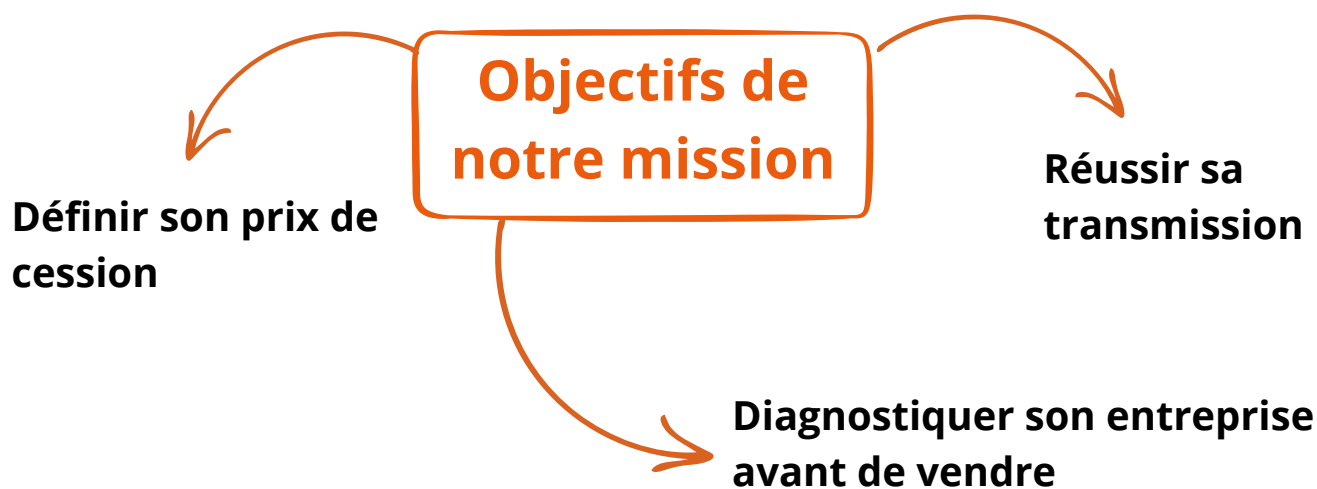 Objectifs de
notre mission
Définir son prix de
cession
Réussir sa
transmission
Diagnostiquer son entreprise
avant de vendre